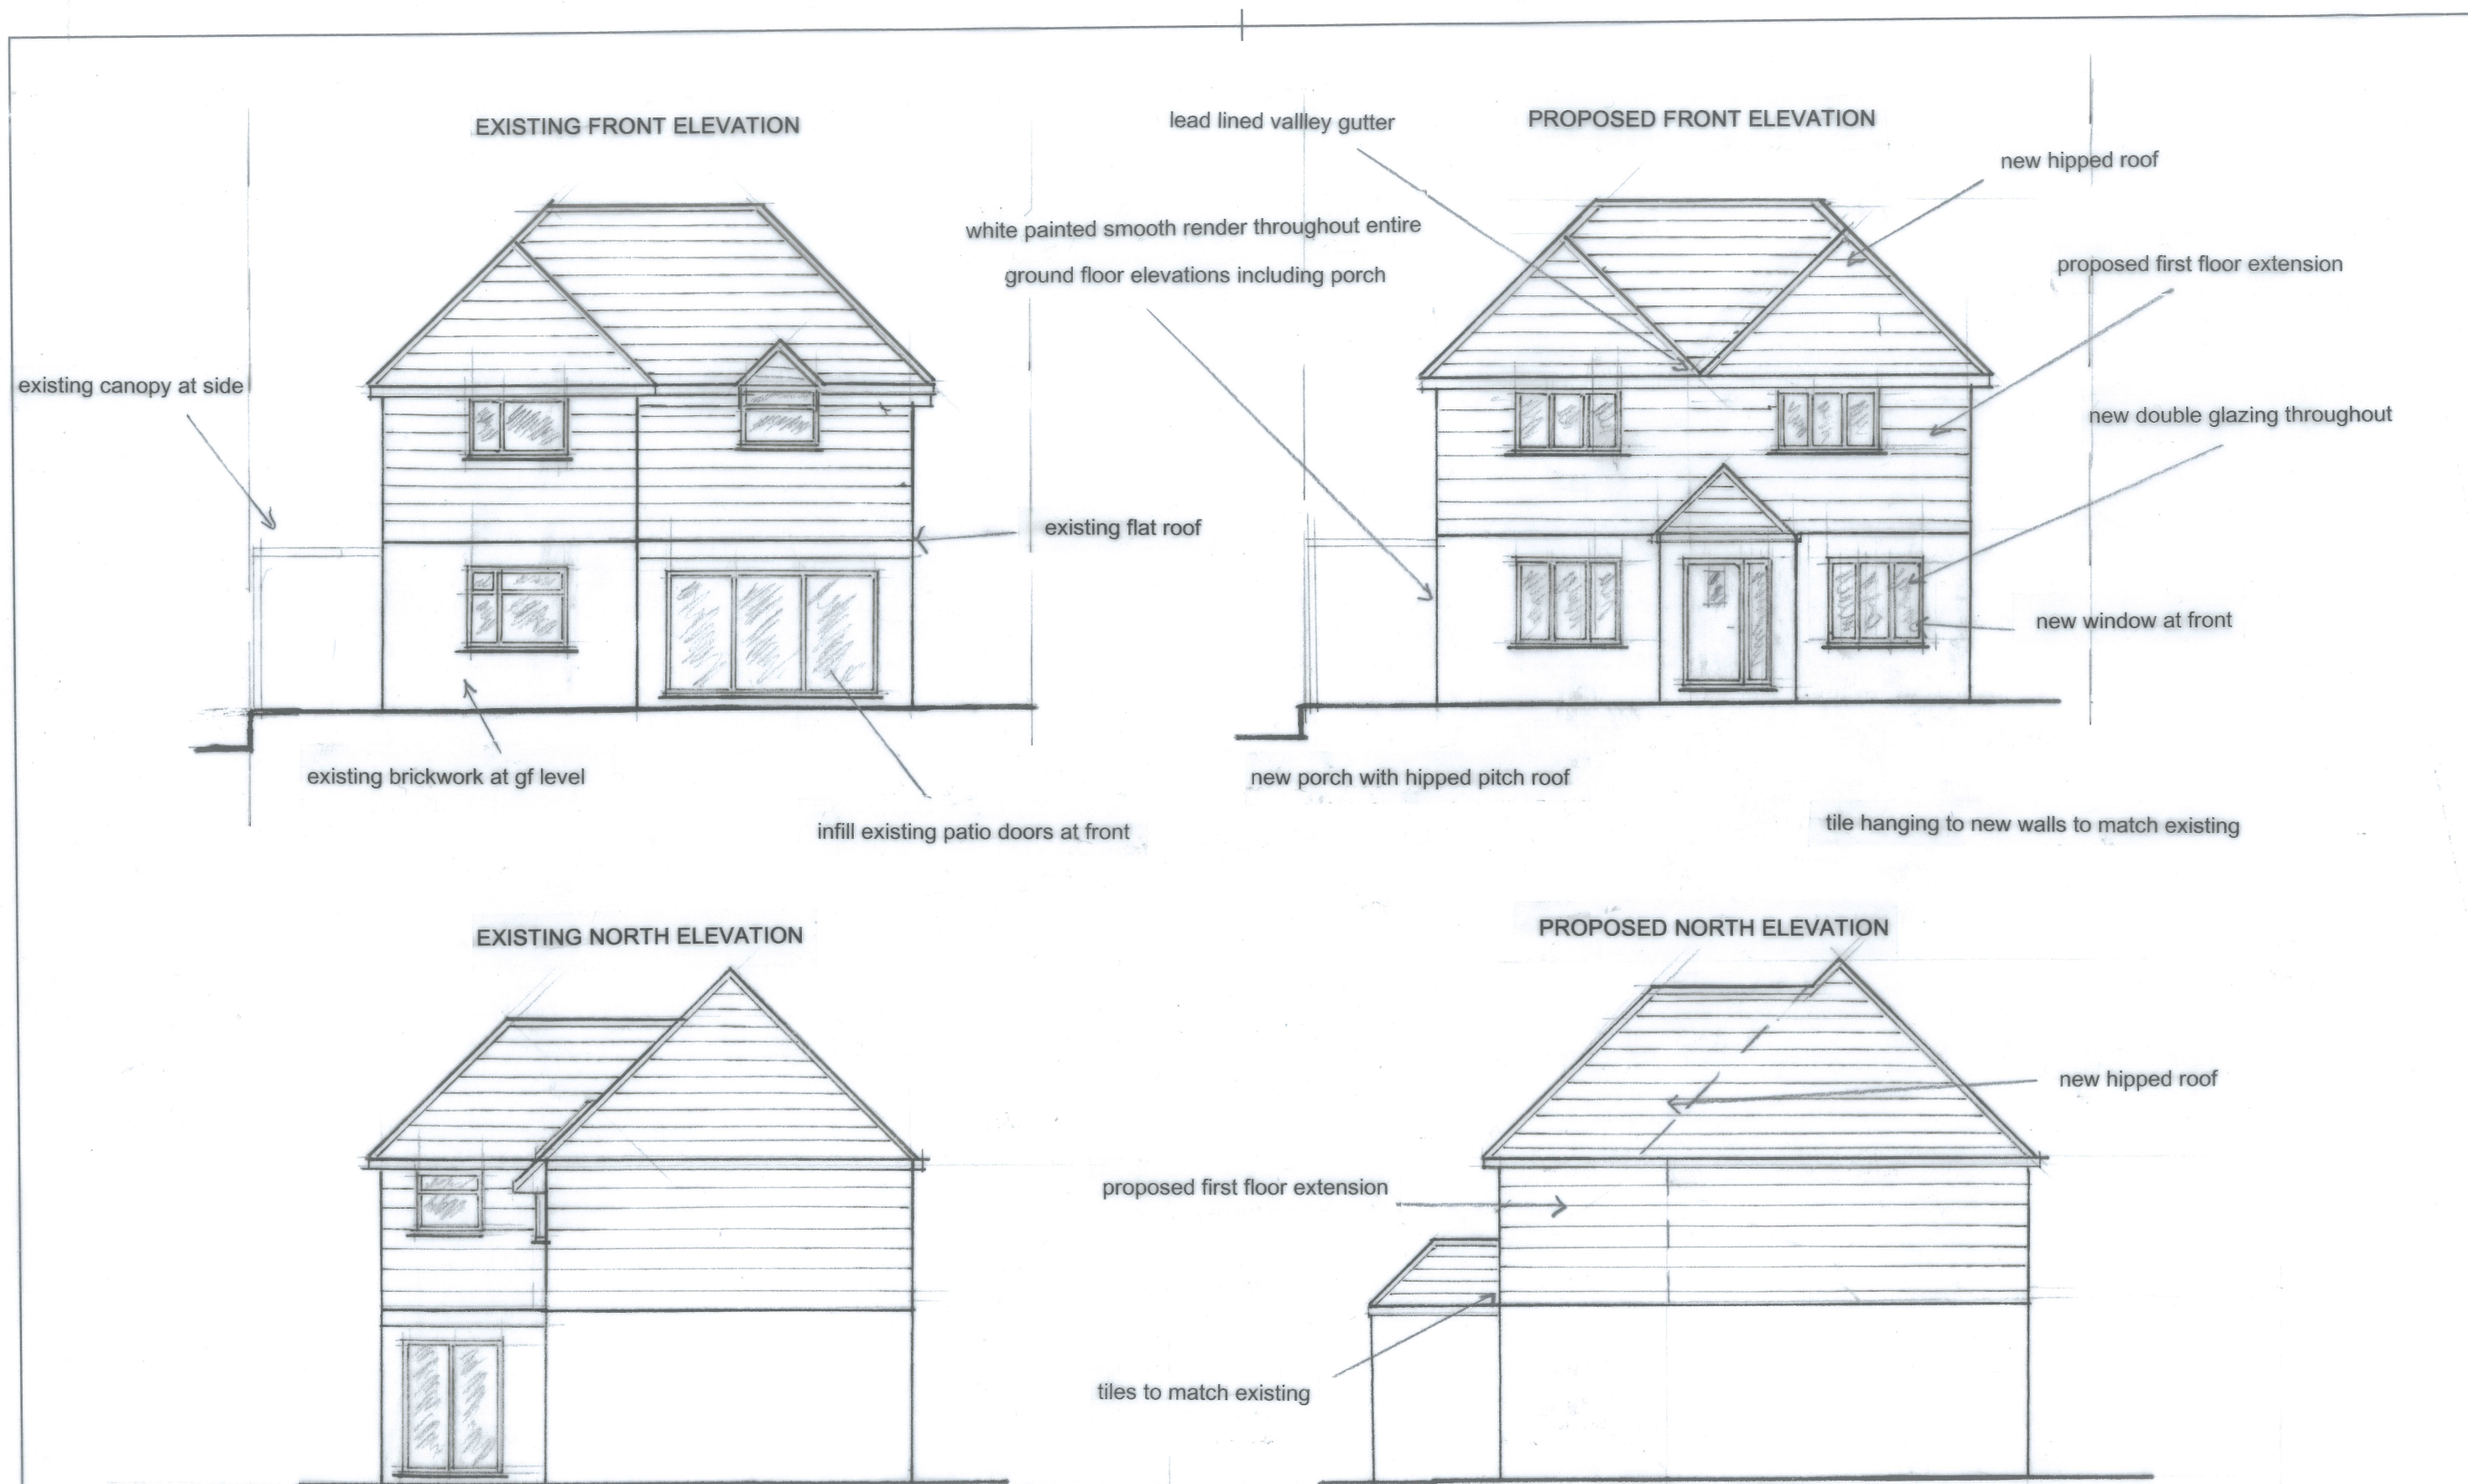 EXISTING FRONT ELEVATION
lead lined vallley gutter
PROPOSED FRONT ELEVATION
new hipped roof
white painted smooth render throughout entire
ground floor elevations including porch
proposed first floor extension
existing canopy at side
new double glazing throughout
existing flat roof
new window at front
existing brickwork at gf level
new porch with hipped pitch roof
infill existing patio doors at front
tile hanging to new walls to match existing
EXISTING NORTH ELEVATION
PROPOSED NORTH ELEVATION
new hipped roof
proposed first floor extension
tiles to match existing